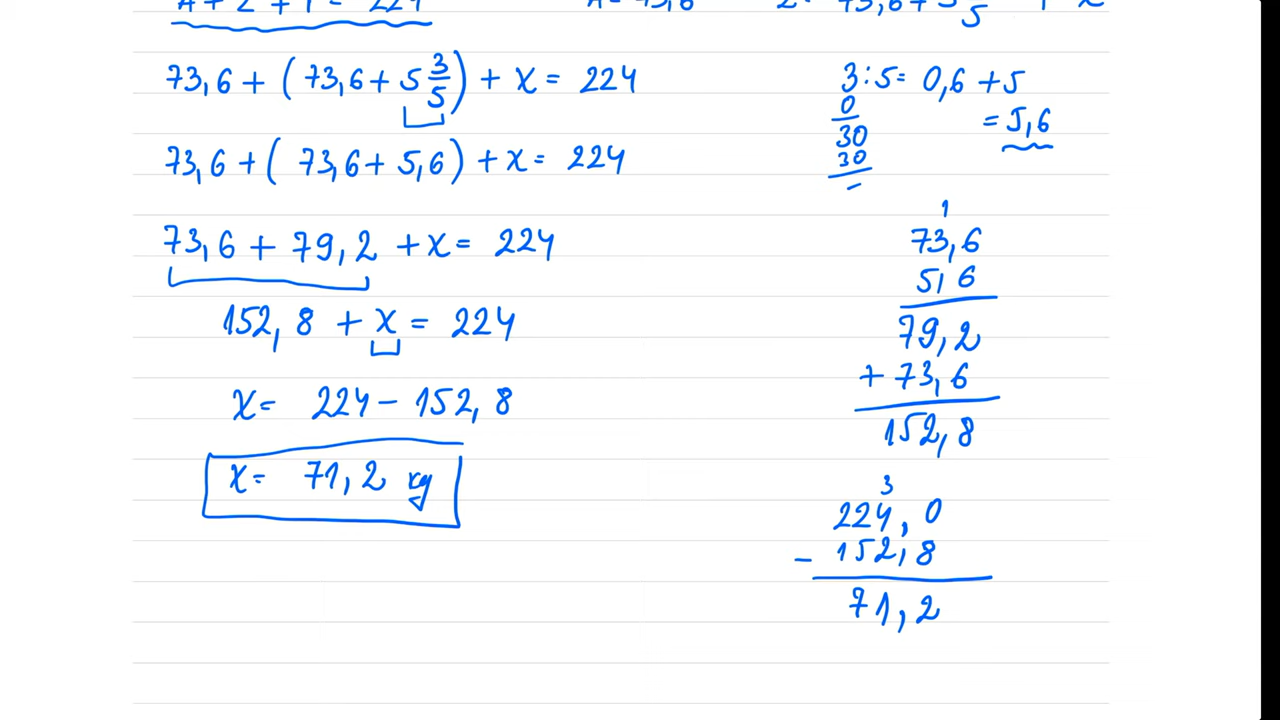 73,6 + (73,6 + 5 3/5) + x = 224
73,6 + (73,6 + 5,6) + x = 224
73,6 + 79,2 + x = 224
152,8 + x = 224
x = 224 - 152,8
x = 71,2 kg
3:5 = 0,6 + 5
0
= 5,6
30
30
-
1
73,6
5,6
79,2
+ 73,6
152,8
3
224,0
- 152,8
71,2